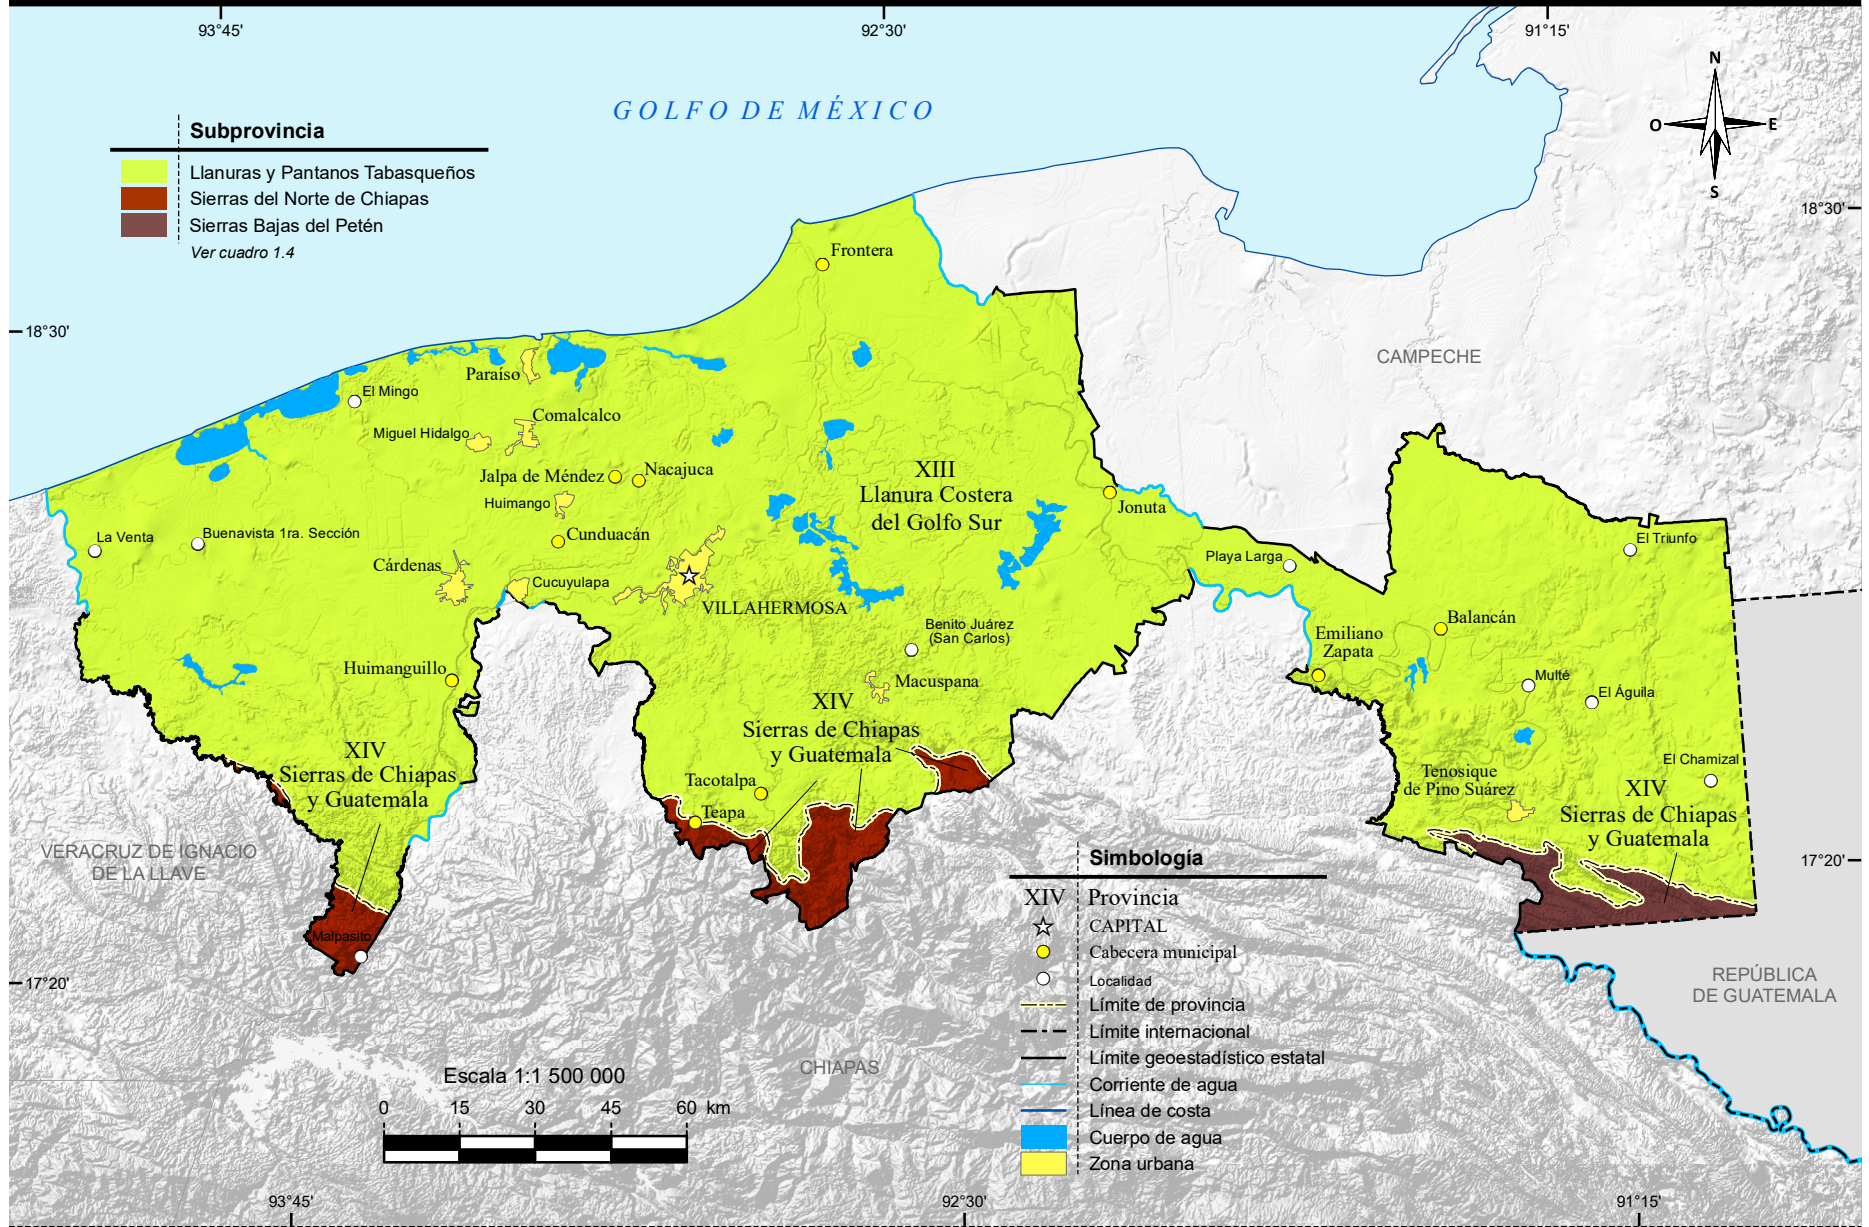 93°45'
92°30'
91°15'
GOLFO DE MÉXICO
N
O
E
S
Subprovincia
Llanuras y Pantanos Tabasqueños
Sierras del Norte de Chiapas
Sierras Bajas del Petén
Ver cuadro 1.4
18°30'
18°30'
Frontera
CAMPECHE
Paraíso
El Mingo
Comalcalco
Miguel Hidalgo
Jalpa de Méndez
Nacajuca
Huimango
XIII
Llanura Costera
del Golfo Sur
Jonuta
La Venta
Buenavista 1ra. Sección
Cunduacán
Cárdenas
Cucuyulapa
VILLAHERMOSA
Playa Larga
El Triunfo
Benito Juárez
(San Carlos)
Emiliano
Zapata
Balancán
Huimanguillo
Macuspana
Multé
El Águila
XIV
Sierras de Chiapas
y Guatemala
XIV
Sierras de Chiapas
y Guatemala
Tacotalpa
Teapa
Tenosique
de Pino Suárez
El Chamizal
XIV
Sierras de Chiapas
y Guatemala
VERACRUZ DE IGNACIO
DE LA LLAVE
17°20'
Malpasito
17°20'
REPÚBLICA
DE GUATEMALA
CHIAPAS
Simbología
XIV Provincia
CAPITAL
Cabecera municipal
Localidad
Límite de provincia
Límite internacional
Límite geoestadístico estatal
Corriente de agua
Línea de costa
Cuerpo de agua
Zona urbana
Escala 1:1 500 000
0 15 30 45 60 km
93°45'
92°30'
91°15'